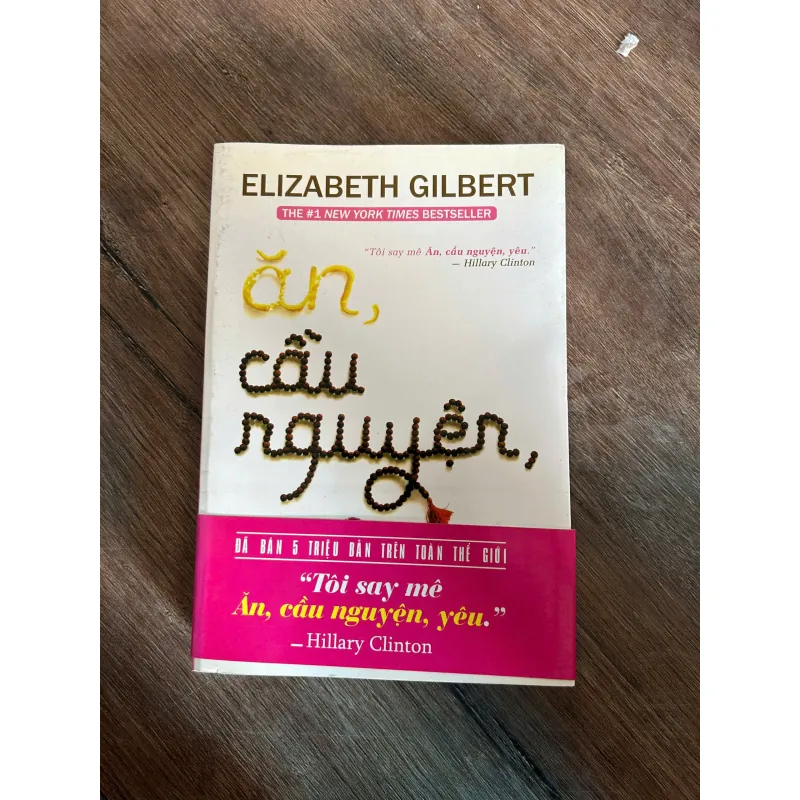 ELIZABETH GILBERT
THE #1 NEW YORK TIMES BESTSELLER
“Tôi say mê Ăn, cầu nguyện, yêu.”
— Hillary Clinton
ăn,
cầu
nguyện,
ĐÃ BÁN 5 TRIỆU BẢN TRÊN TOÀN THẾ GIỚI
“Tôi say mê
Ăn, cầu nguyện, yêu.”
— Hillary Clinton